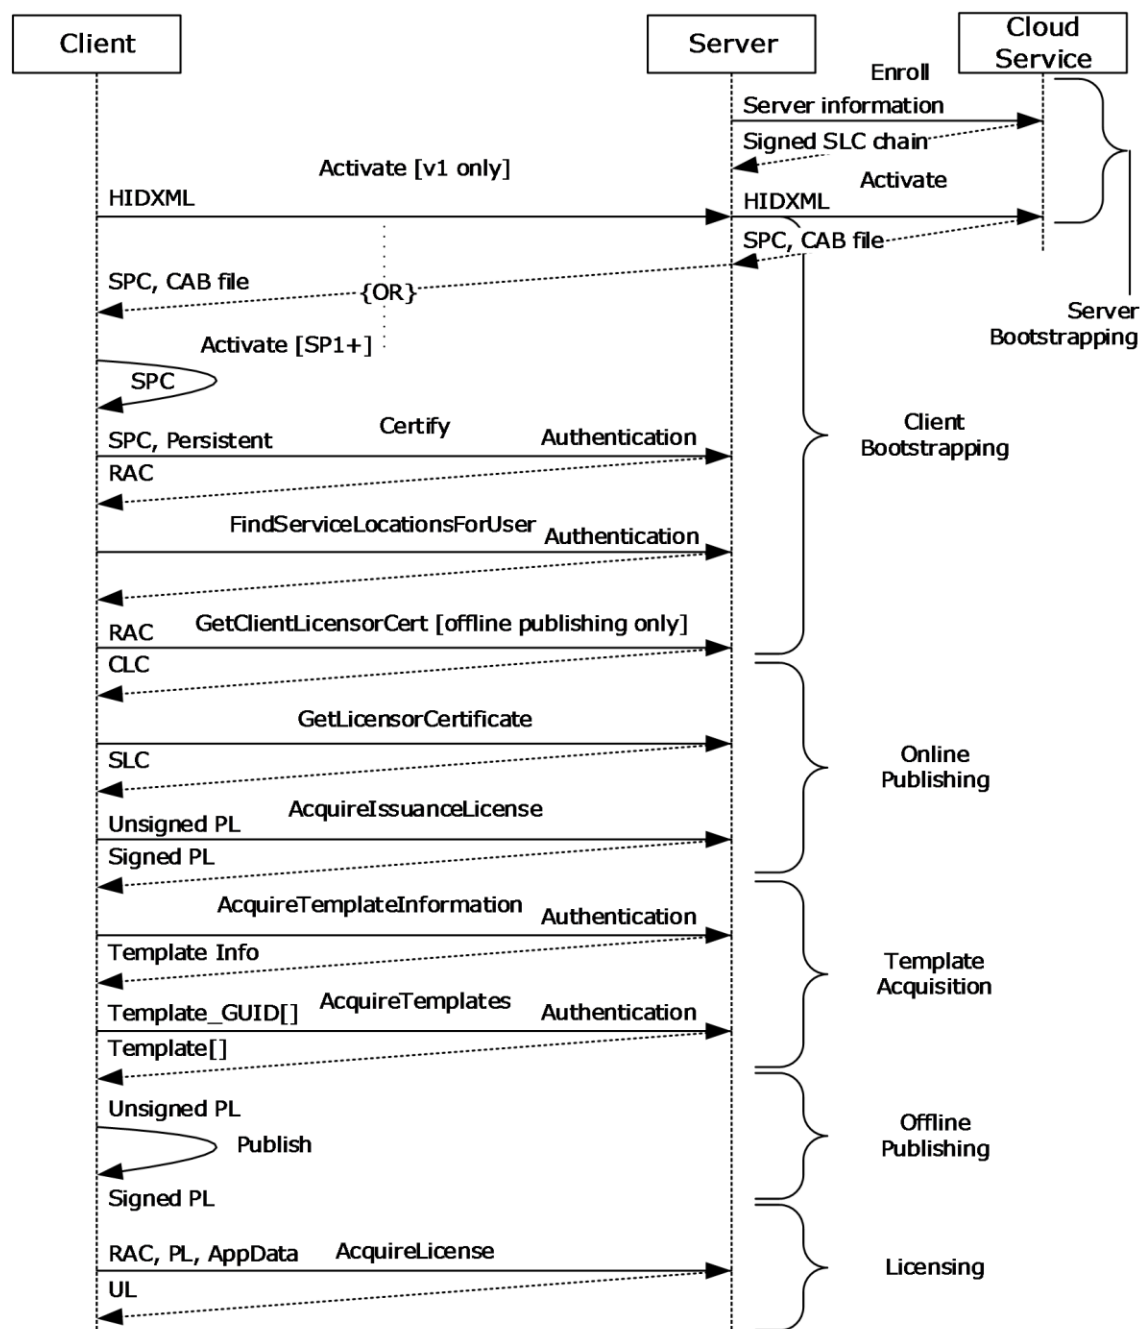 Client
Server
Cloud
Service
Enroll
Server information
Signed SLC chain
Activate [v1 only]
Activate
HIDXML
HIDXML
SPC, CAB file
SPC, CAB file
{OR}
Server
Bootstrapping
Activate [SP1+]
SPC
Certify
Authentication
SPC, Persistent
RAC
Client
Bootstrapping
FindServiceLocationsForUser
Authentication
GetClientLicensorCert [offline publishing only]
RAC
CLC
GetLicensorCertificate
SLC
Online
Publishing
AcquireIssuanceLicense
Unsigned PL
Signed PL
AcquireTemplateInformation
Authentication
Template Info
Template
Acquisition
AcquireTemplates
Template_GUID[]
Authentication
Template[]
Unsigned PL
Publish
Offline
Publishing
Signed PL
RAC, PL, AppData
AcquireLicense
Licensing
UL